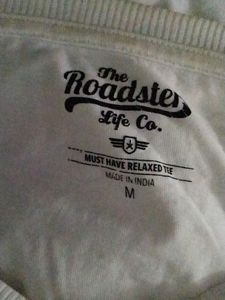 The
Roadster
Life Co.
MUST HAVE RELAXED TEE
MADE IN INDIA
M